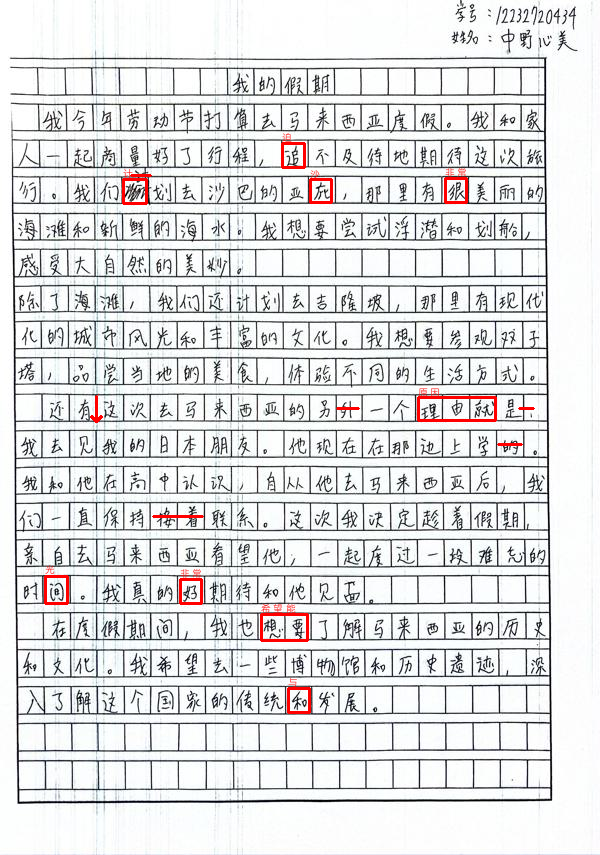 学号：12232720434
姓名：中野心美
我的假期
我今年劳动节打算去马来西亚度假。我和家
迫
人一起商量好了行程，追不及待地期待这次旅
计 沙 非常
行。我们划去沙巴的亚庇，那里有很美丽的
海滩和新鲜的海水。我想要尝试浮潜和划船，
感受大自然的美妙。
除了海滩，我们还计划去吉隆坡，那里有现代
化的城市风光和丰富的文化。我想要参观双子
塔，品尝当地的美食，体验不同的生活方式。
原因
还有这次去马来西亚的另外一个理由就是：
我去见我的日本朋友。他现在在那边上学的。
我和他在高中认识，自从他去马来西亚后，我
们一直保持接着联系。这次我决定趁着假期，
亲自去马来西亚看望他，一起度过一段难忘的
光 非常
时间。我真的好期待和他见面。
希望能
在度假期间，我也想要了解马来西亚的历史
和文化。我希望去一些博物馆和历史遗迹，深
与
入了解这个国家的传统和发展。